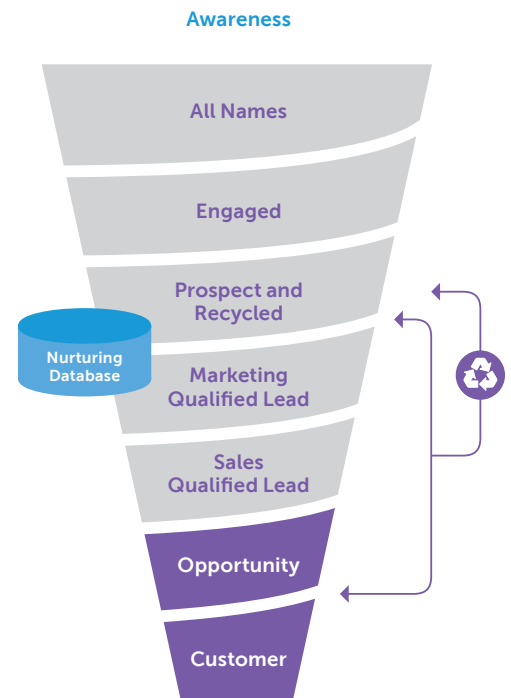 Awareness
All Names
Engaged
Prospect and
Recycled
Nurturing
Database
Marketing
Qualified Lead
Sales
Qualified Lead
Opportunity
Customer